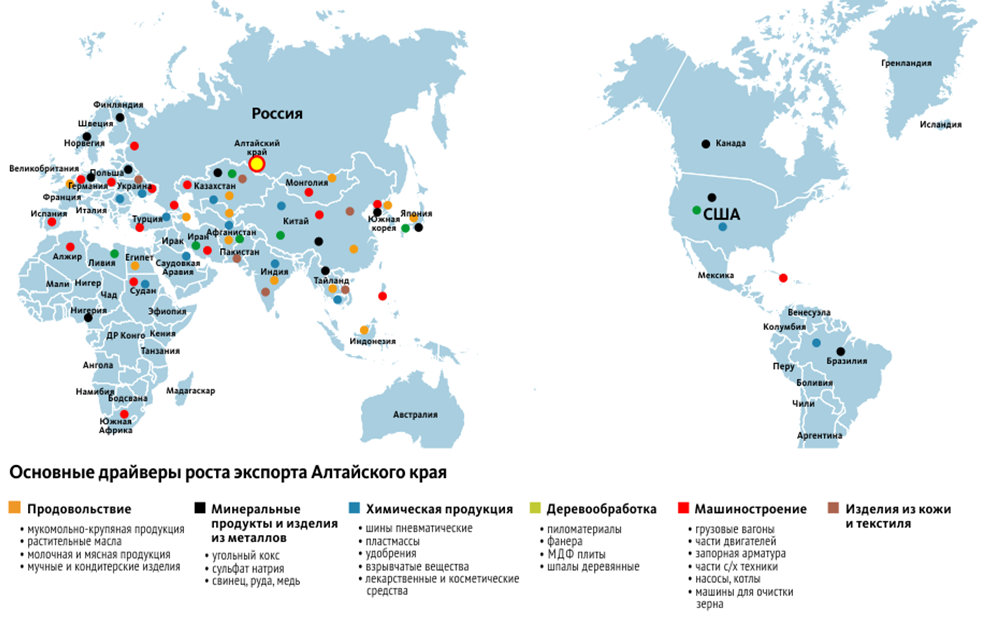 Гренландия
Исландия
Финляндия
Швеция
Норвегия
Россия
Алтайский
край
Канада
Великобритания
Польша
Германия
Украина
Франция
Казахстан
Монголия
Испания
Италия
Турция
Китай
Южная
корея
Япония
США
Ирак
Иран
Афганистан
Пакистан
Алжир
Ливия
Египет
Саудовская
Аравия
Индия
Тайланд
Мексика
Мали
Нигер
Чад
Судан
Нигерия
Эфиопия
Венесуэла
Колумбия
ДР Конго
Кения
Танзания
Индонезия
Бразилия
Перу
Ангола
Боливия
Намибия
Бодсвана
Мадагаскар
Чили
Южная
Африка
Австралия
Аргентина
Основные драйверы роста экспорта Алтайского края
Продовольствие
• мукомольно-крупяная продукция
• растительные масла
• молочная и мясная продукция
• мучные и кондитерские изделия
Минеральные
продукты и изделия
из металлов
• угольный кокс
• сульфат натрия
• свинец, руда, медь
Химическая продукция
• шины пневматические
• пластмассы
• удобрения
• взрывчатые вещества
• лекарственные и косметические
средства
Деревообработка
• пиломатериалы
• фанера
• МДФ плиты
• шпалы деревянные
Машиностроение
• грузовые вагоны
• части двигателей
• запорная арматура
• части с/х техники
• насосы, котлы
• машины для очистки
зерна
Изделия из кожи
и текстиля